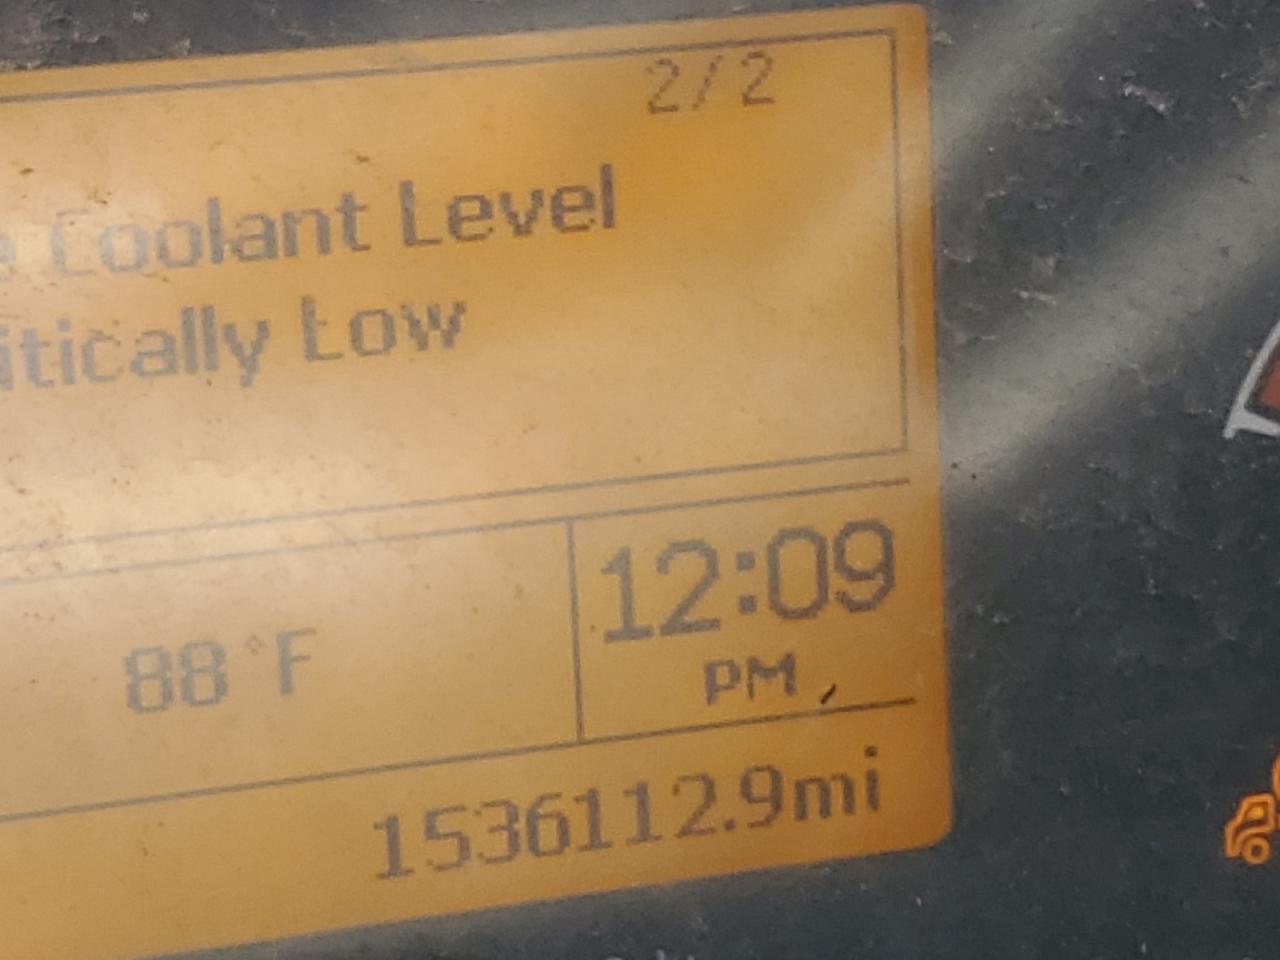 2/2
Coolant Level
itically Low
88°F
12:09
PM
1536112.9mi